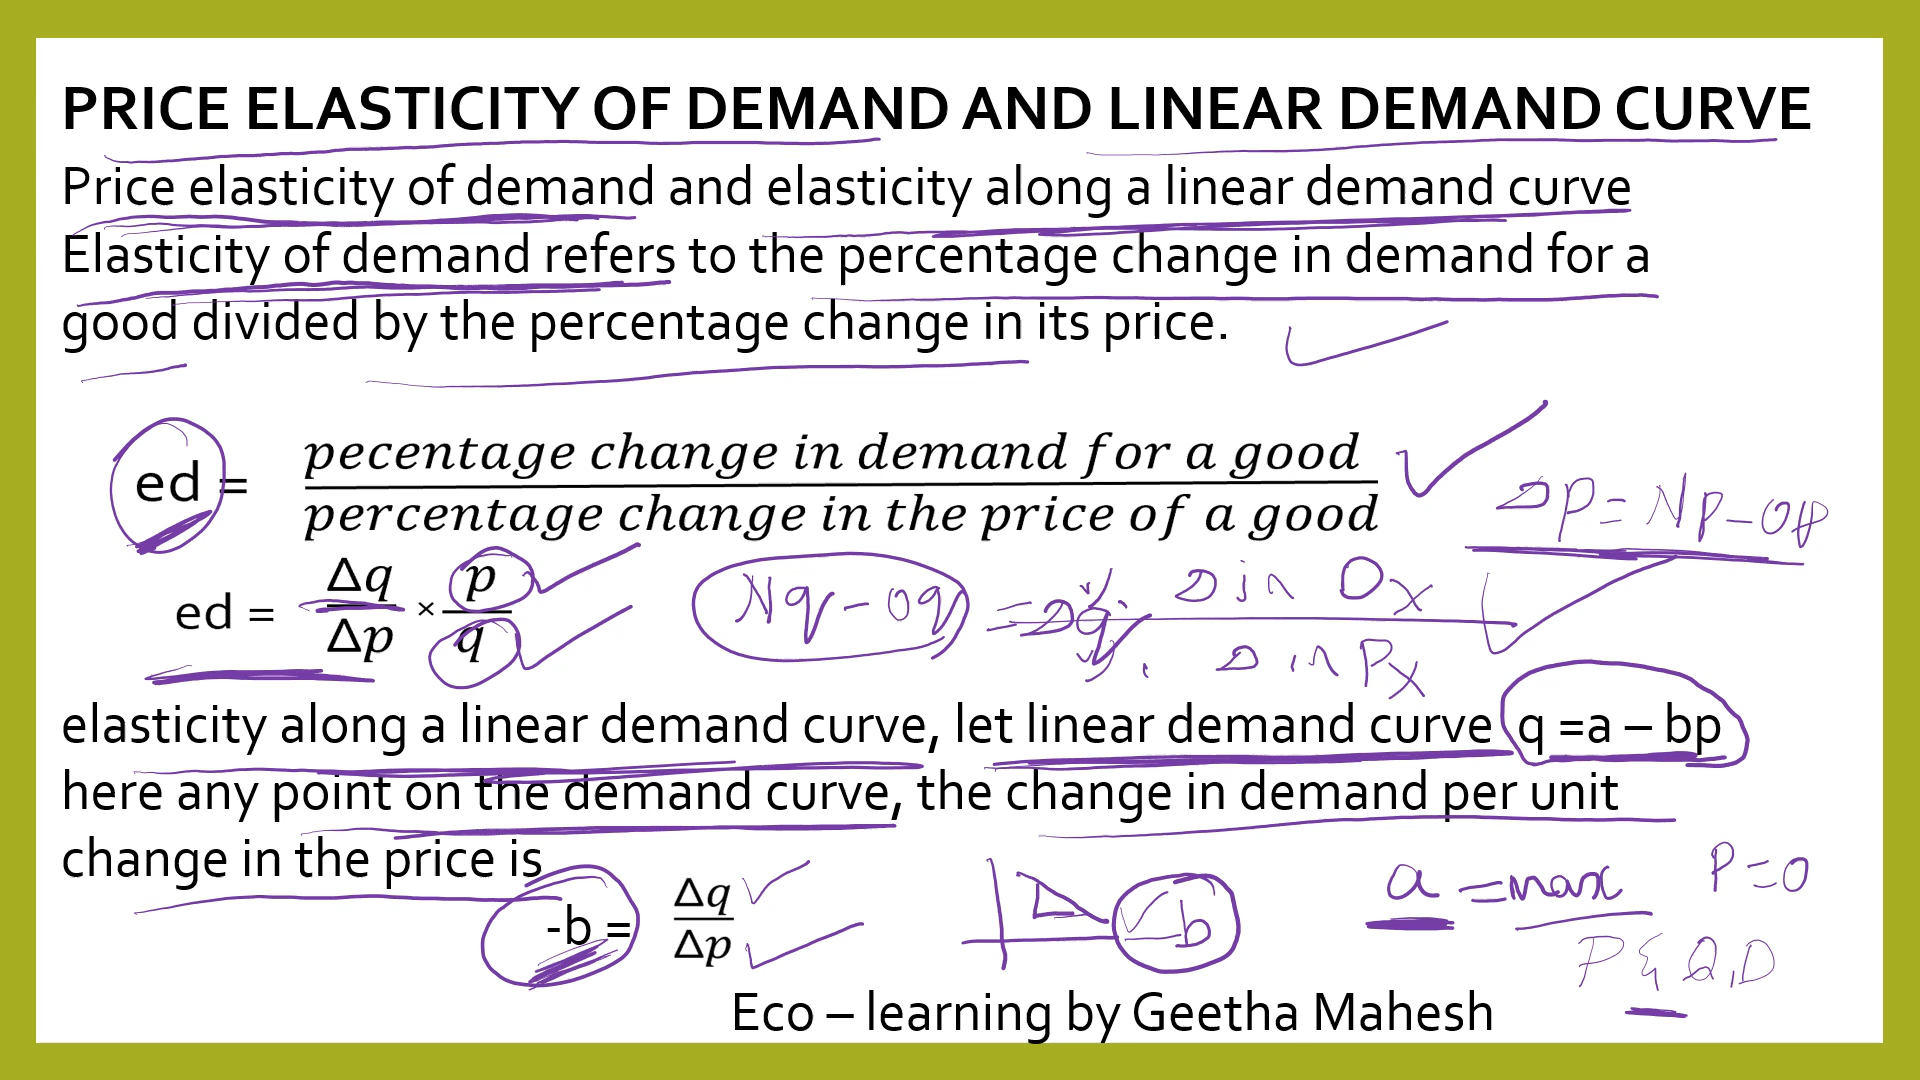 PRICE ELASTICITY OF DEMAND AND LINEAR DEMAND CURVE
Price elasticity of demand and elasticity along a linear demand curve
Elasticity of demand refers to the percentage change in demand for a
good divided by the percentage change in its price.
ed = pecentage change in demand for a good
percentage change in the price of a good
ΔP = NP - OP
ed = Δq/Δp × p/q
Nq - Oq = Δq
% Δ in Dx
% Δ in Px
elasticity along a linear demand curve, let linear demand curve q =a – bp
here any point on the demand curve, the change in demand per unit
change in the price is
-b = Δq/Δp
-b
a = max P=0
P & Q,D
Eco – learning by Geetha Mahesh